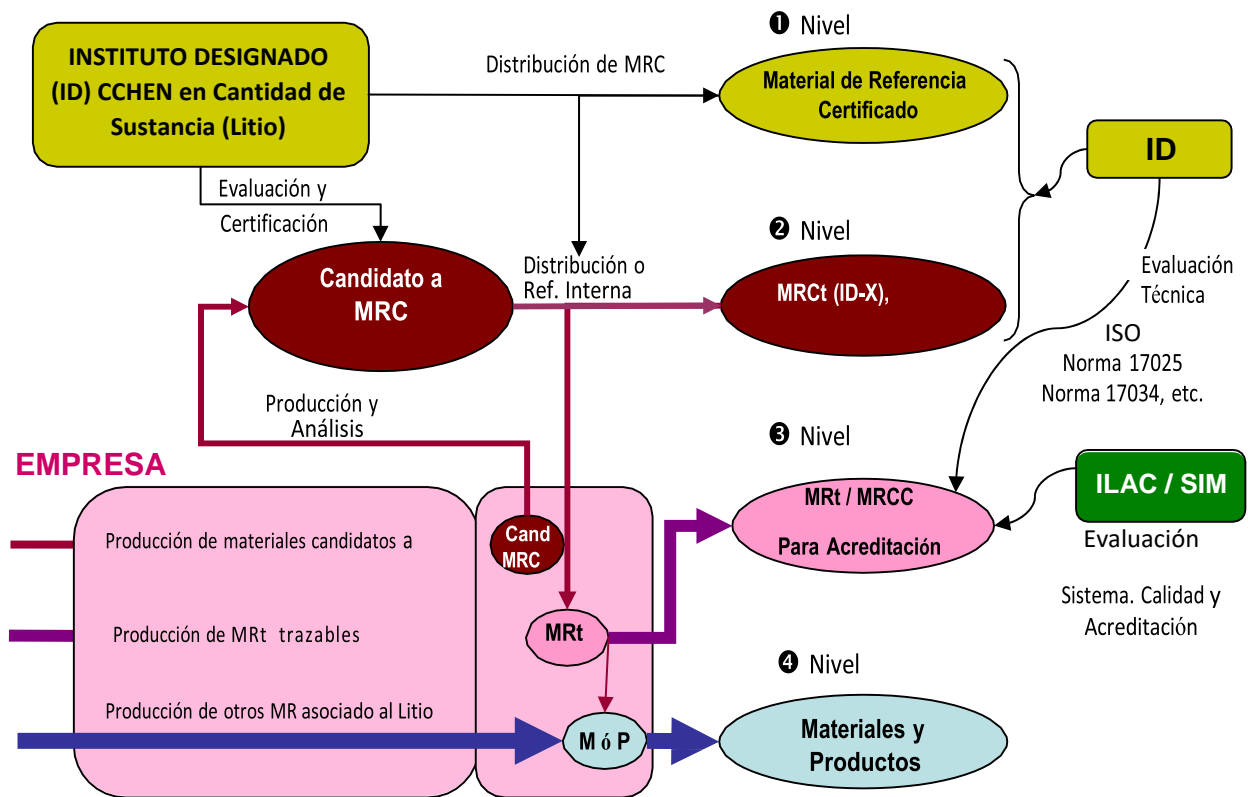 INSTITUTO DESIGNADO
(ID) CCHEN en Cantidad de
Sustancia (Litio)
Distribución de MRC
❶ Nivel
Material de Referencia
Certificado
ID
Evaluación y
Certificación
Candidato a
MRC
Distribución o
Ref. Interna
❷ Nivel
MRCt (ID-X),
Evaluación
Técnica
ISO
Norma 17025
Norma 17034, etc.
Producción y
Análisis
❸ Nivel
MRt / MRCC
Para Acreditación
ILAC / SIM
Evaluación
Sistema. Calidad y
Acreditación
EMPRESA
Producción de materiales candidatos a
Cand
MRC
Producción de MRt trazables
MRt
Producción de otros MR asociado al Litio
M ó P
❹ Nivel
Materiales y
Productos